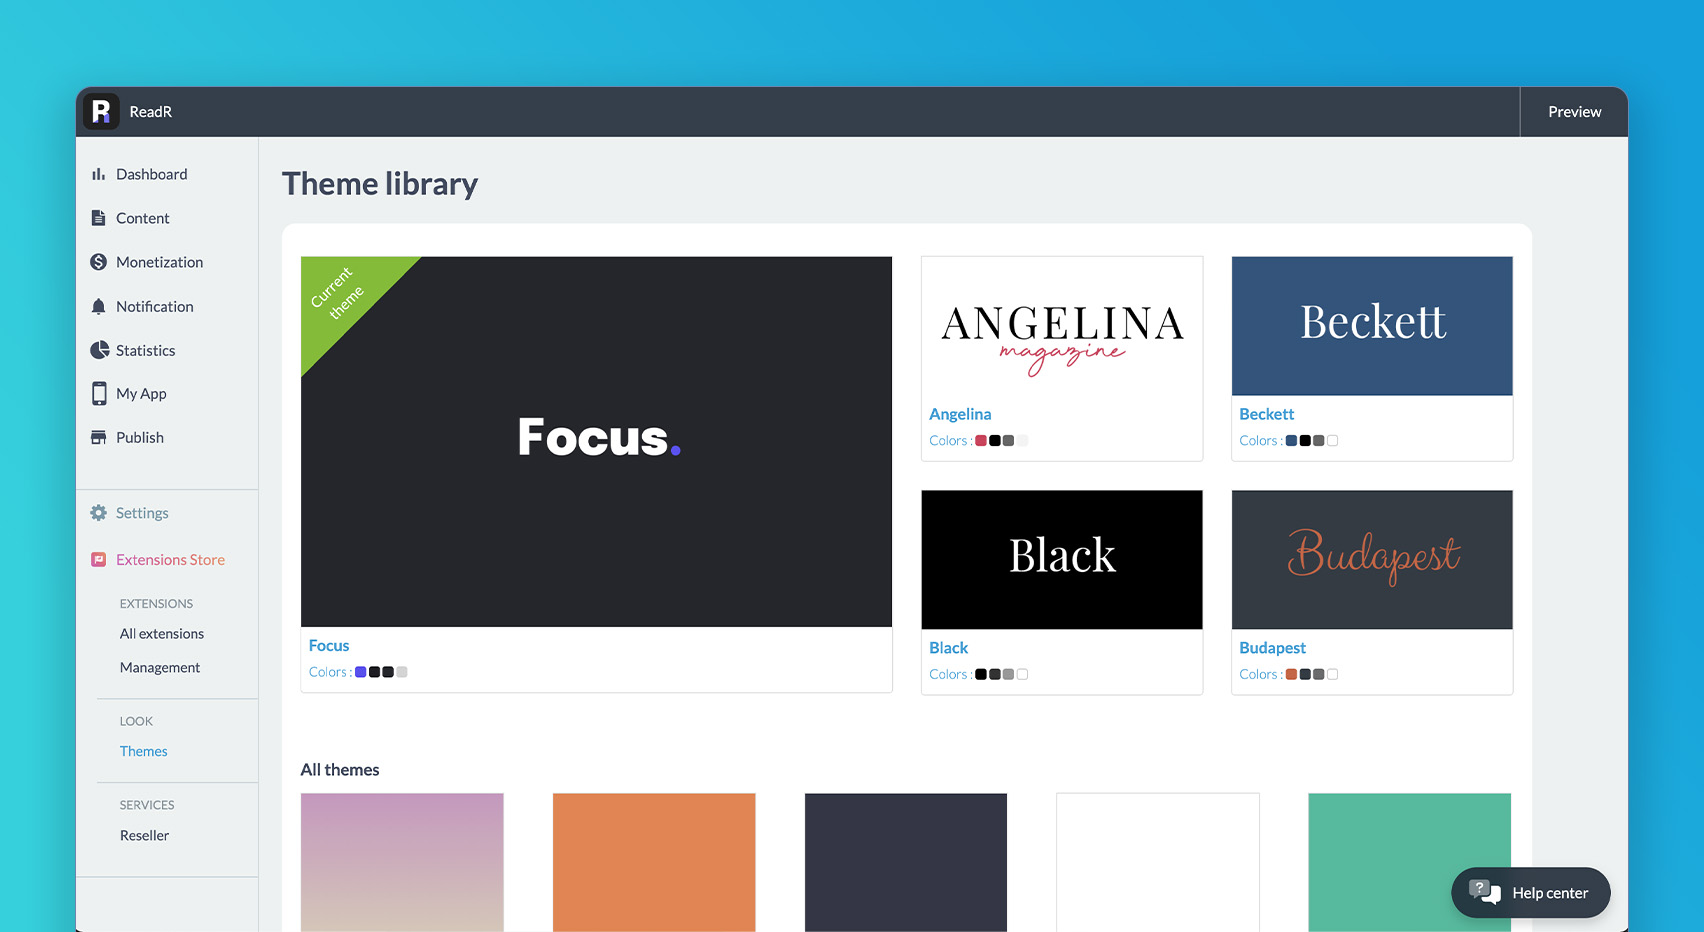 ReadR
Preview
Dashboard
Content
Monetization
Notification
Statistics
My App
Publish
Settings
Extensions Store
EXTENSIONS
All extensions
Management
LOOK
Themes
SERVICES
Reseller
Theme library
Current
theme
Focus.
Focus
Colors :
ANGELINA
magazine
Angelina
Colors :
Beckett
Beckett
Colors :
Black
Black
Colors :
Budapest
Budapest
Colors :
All themes
Help center